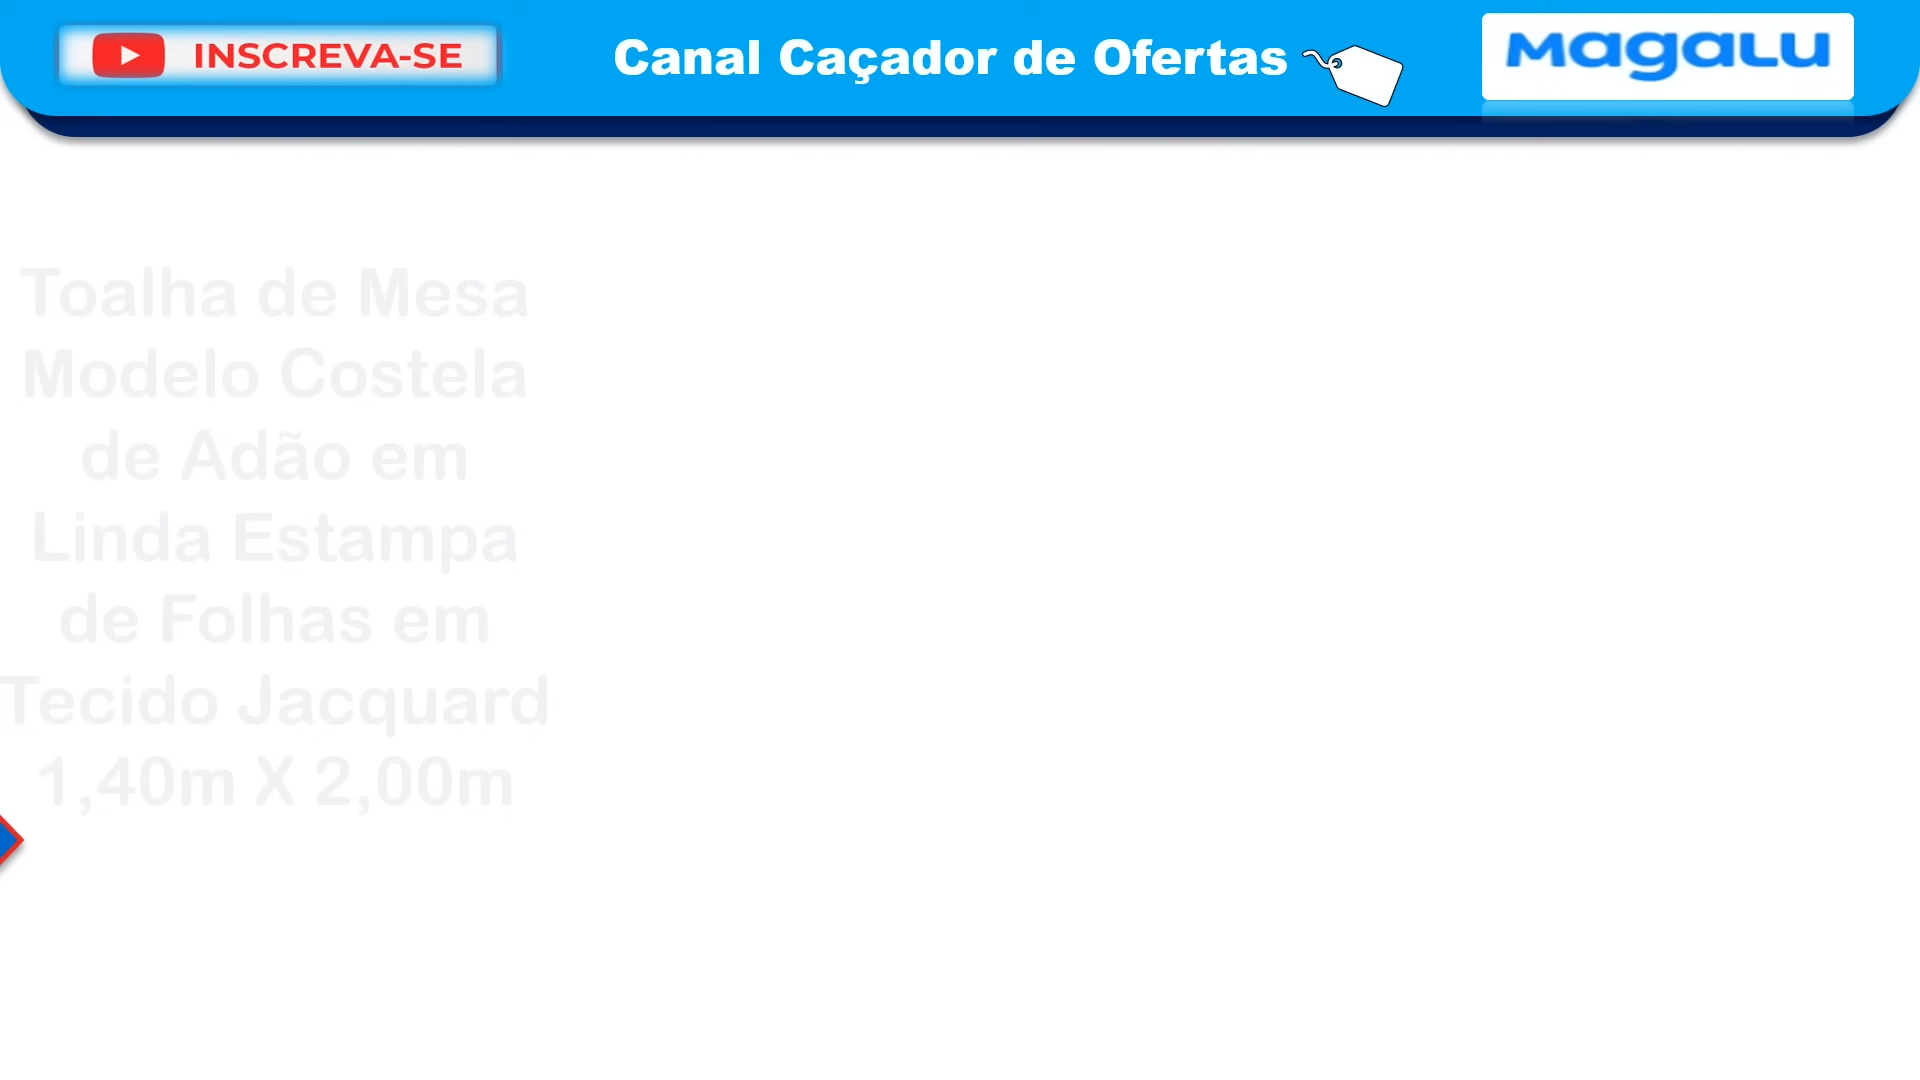 INSCREVA-SE
Canal Caçador de Ofertas
Magalu
Toalha de Mesa
Modelo Costela
de Adão em
Linda Estampa
de Folhas em
Tecido Jacquard
1,40m X 2,00m